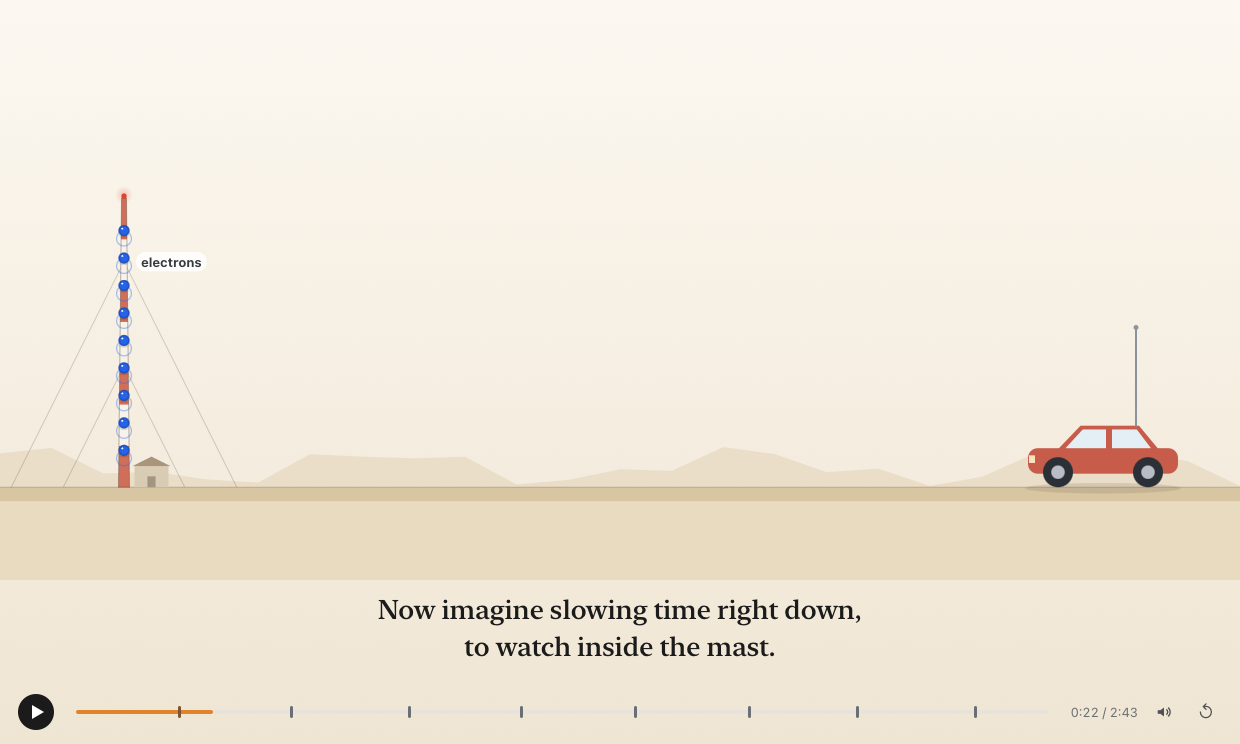 electrons
Now imagine slowing time right down,
to watch inside the mast.
0:22 / 2:43